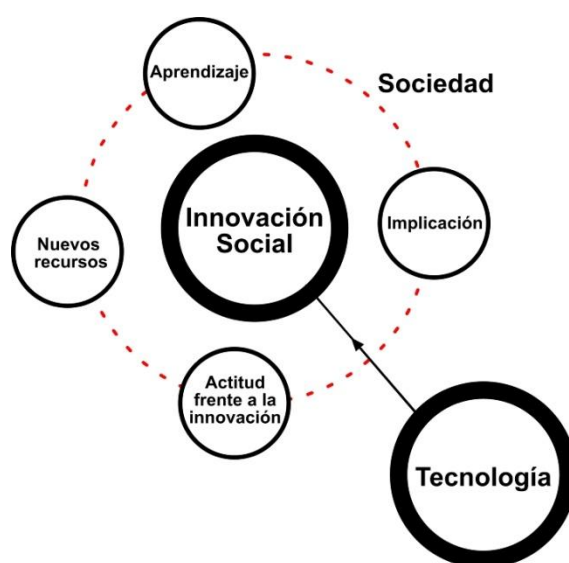 Aprendizaje
Sociedad
Innovación
Social
Implicación
Nuevos
recursos
Actitud
frente a la
innovación
Tecnología